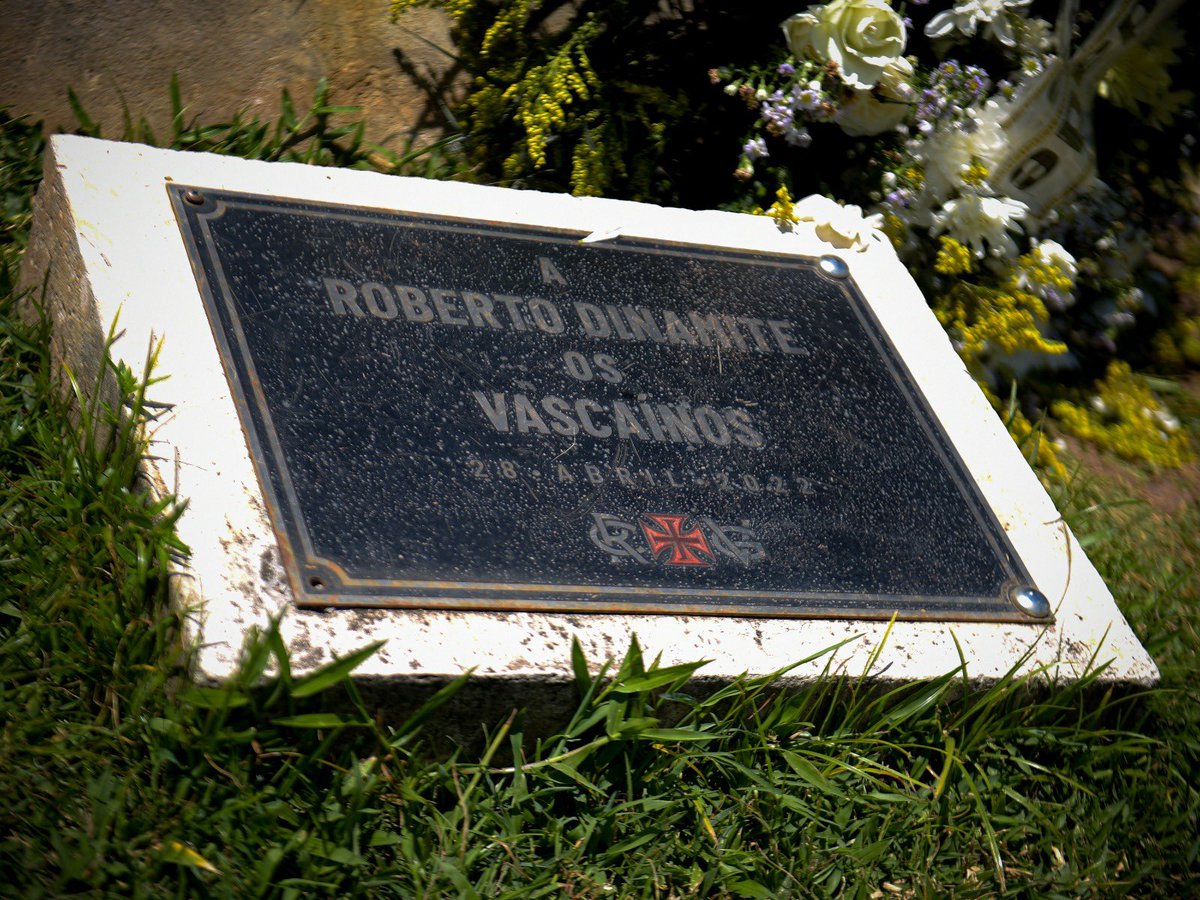 A
ROBERTO DINAMITE
OS
VASCAÍNOS
28 · ABRIL · 2022